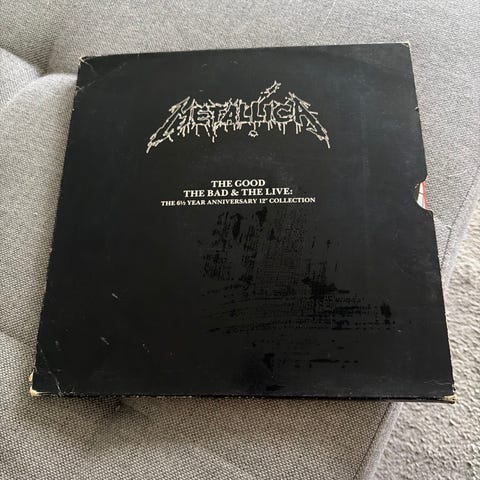 METALLICA
THE GOOD
THE BAD & THE LIVE:
THE 6½ YEAR ANNIVERSARY 12" COLLECTION